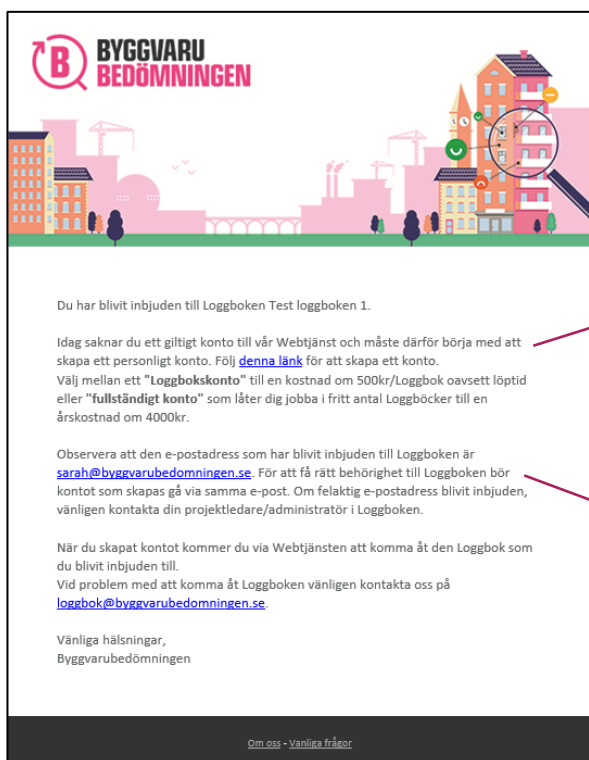 BYGGVARU
BEDÖMNINGEN
Du har blivit inbjuden till Loggboken Test loggboken 1.
Idag saknar du ett giltigt konto till vår Webtjänst och måste därför börja med att
skapa ett personligt konto. Följ denna länk för att skapa ett konto.
Välj mellan ett "Loggbokskonto" till en kostnad om 500kr/Loggbok oavsett löptid
eller "fullständigt konto" som låter dig jobba i fritt antal Loggböcker till en
årskostnad om 4000kr.
Observera att den e-postadress som har blivit inbjuden till Loggboken är
sarah@byggvarubedomningen.se. För att få rätt behörighet till Loggboken bör
kontot som skapas gå via samma e-post. Om felaktig e-postadress blivit inbjuden,
vänligen kontakta din projektledare/administratör i Loggboken.
När du skapat kontot kommer du via Webtjänsten att komma åt den Loggbok som
du blivit inbjuden till.
Vid problem med att komma åt Loggboken vänligen kontakta oss på
loggbok@byggvarubedomningen.se.
Vänliga hälsningar,
Byggvarubedömningen
Om oss - Vanliga frågor